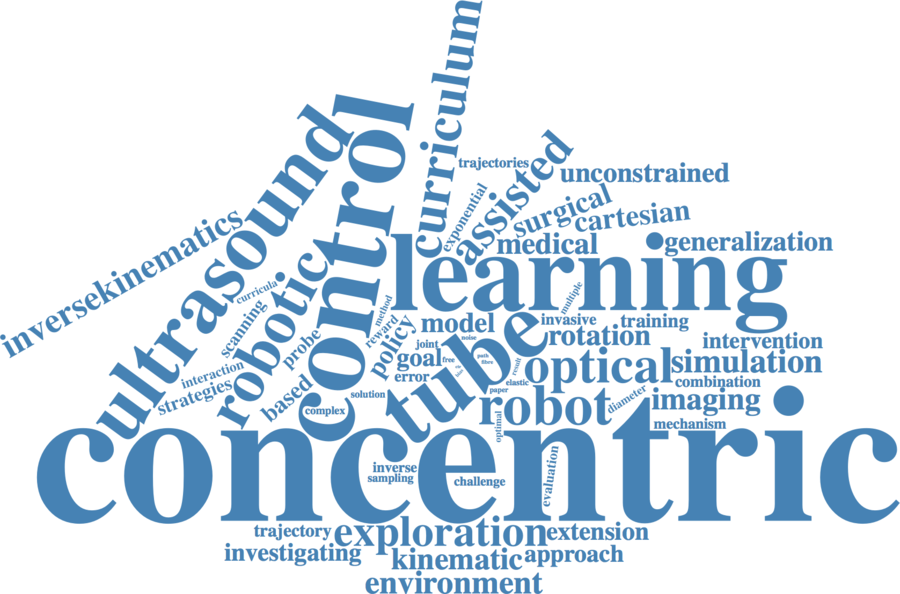 curriculum
control
ultrasound
trajectories
assisted
unconstrained
exponential
surgical
cartesian
inversekinematics
learning
medical
generalization
robotic
curricula
scanning
multiple
method
reward
policy
model
noise
invasive
training
probe
joint
goal
free
path
fibre
tube
rotation
intervention
interaction
strategies
error
result
optical
simulation
elastic
combination
based
solution
paper
robot
diameter
imaging
complex
optimal
mechanism
concentric
inverse
sampling
challenge
evaluation
trajectory
exploration
extension
investigating
kinematic
approach
environment